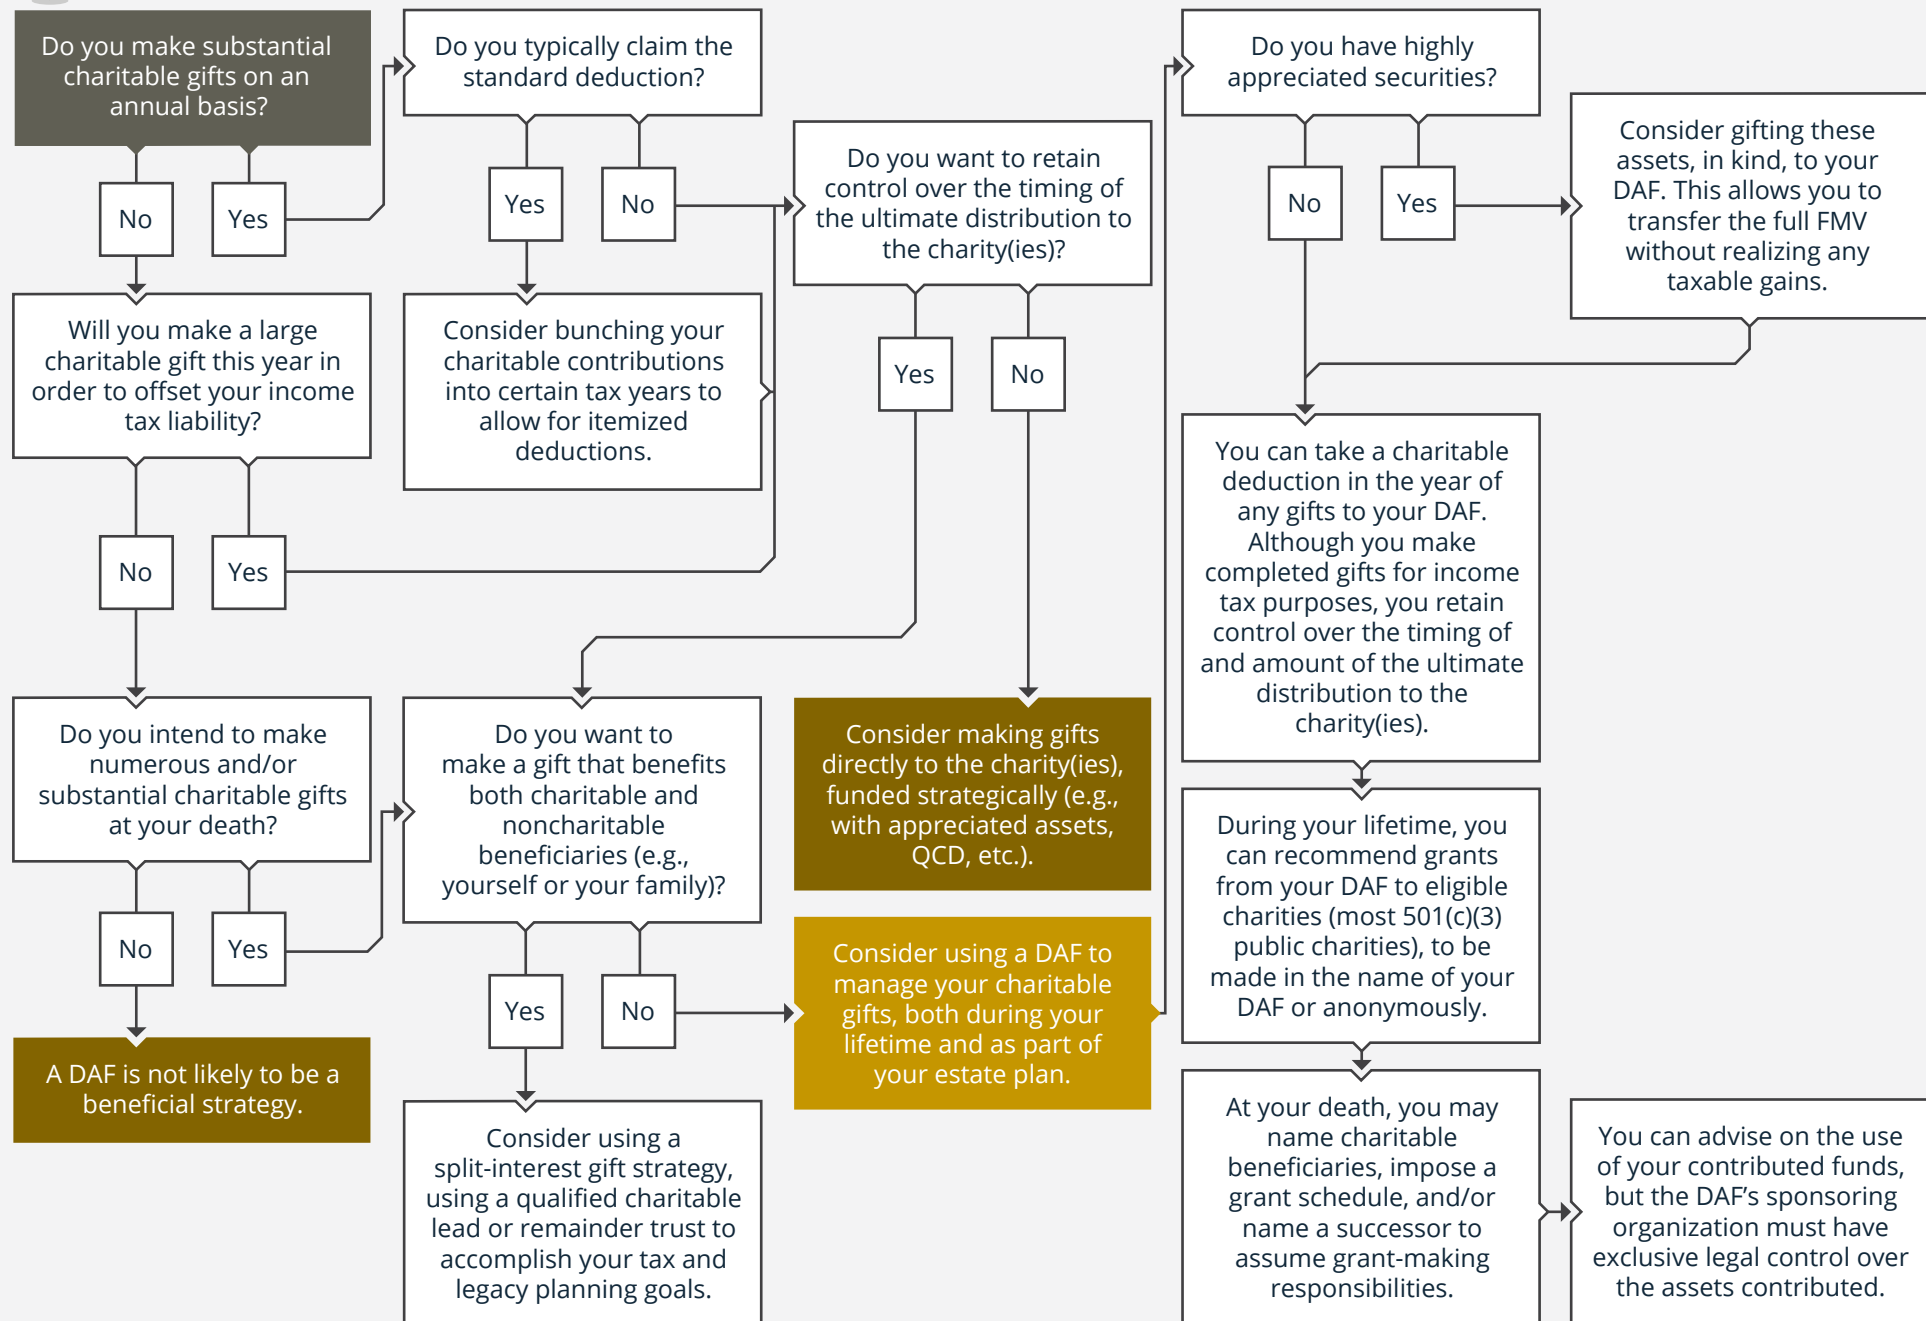 Do you make substantial
charitable gifts on an
annual basis?
No
Yes
Will you make a large
charitable gift this year in
order to offset your income
tax liability?
No
Yes
Do you intend to make
numerous and/or
substantial charitable gifts
at your death?
No
Yes
A DAF is not likely to be a
beneficial strategy.
Do you typically claim the
standard deduction?
Yes
No
Consider bunching your
charitable contributions
into certain tax years to
allow for itemized
deductions.
Do you want to retain
control over the timing of
the ultimate distribution to
the charity(ies)?
Yes
No
Do you want to
make a gift that benefits
both charitable and
noncharitable
beneficiaries (e.g.,
yourself or your family)?
Yes
No
Consider using a
split-interest gift strategy,
using a qualified charitable
lead or remainder trust to
accomplish your tax and
legacy planning goals.
Consider making gifts
directly to the charity(ies),
funded strategically (e.g.,
with appreciated assets,
QCD, etc.).
Consider using a DAF to
manage your charitable
gifts, both during your
lifetime and as part of
your estate plan.
Do you have highly
appreciated securities?
No
Yes
Consider gifting these
assets, in kind, to your
DAF. This allows you to
transfer the full FMV
without realizing any
taxable gains.
You can take a charitable
deduction in the year of
any gifts to your DAF.
Although you make
completed gifts for income
tax purposes, you retain
control over the timing of
and amount of the ultimate
distribution to the
charity(ies).
During your lifetime, you
can recommend grants
from your DAF to eligible
charities (most 501(c)(3)
public charities), to be
made in the name of your
DAF or anonymously.
At your death, you may
name charitable
beneficiaries, impose a
grant schedule, and/or
name a successor to
assume grant-making
responsibilities.
You can advise on the use
of your contributed funds,
but the DAF’s sponsoring
organization must have
exclusive legal control over
the assets contributed.